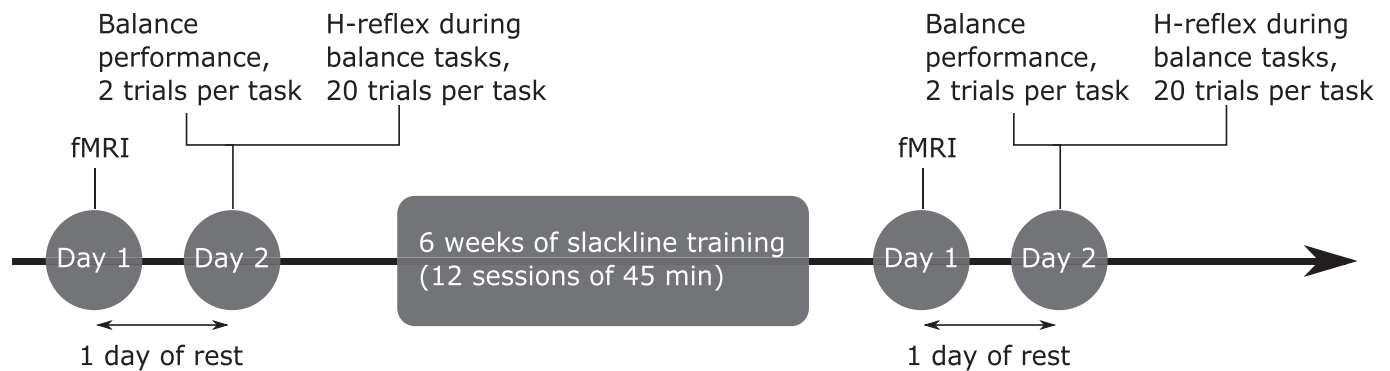 Balance
performance,
2 trials per task
H-reflex during
balance tasks,
20 trials per task
fMRI
Day 1
Day 2
1 day of rest
6 weeks of slackline training
(12 sessions of 45 min)
Balance
performance,
2 trials per task
H-reflex during
balance tasks,
20 trials per task
fMRI
Day 1
Day 2
1 day of rest